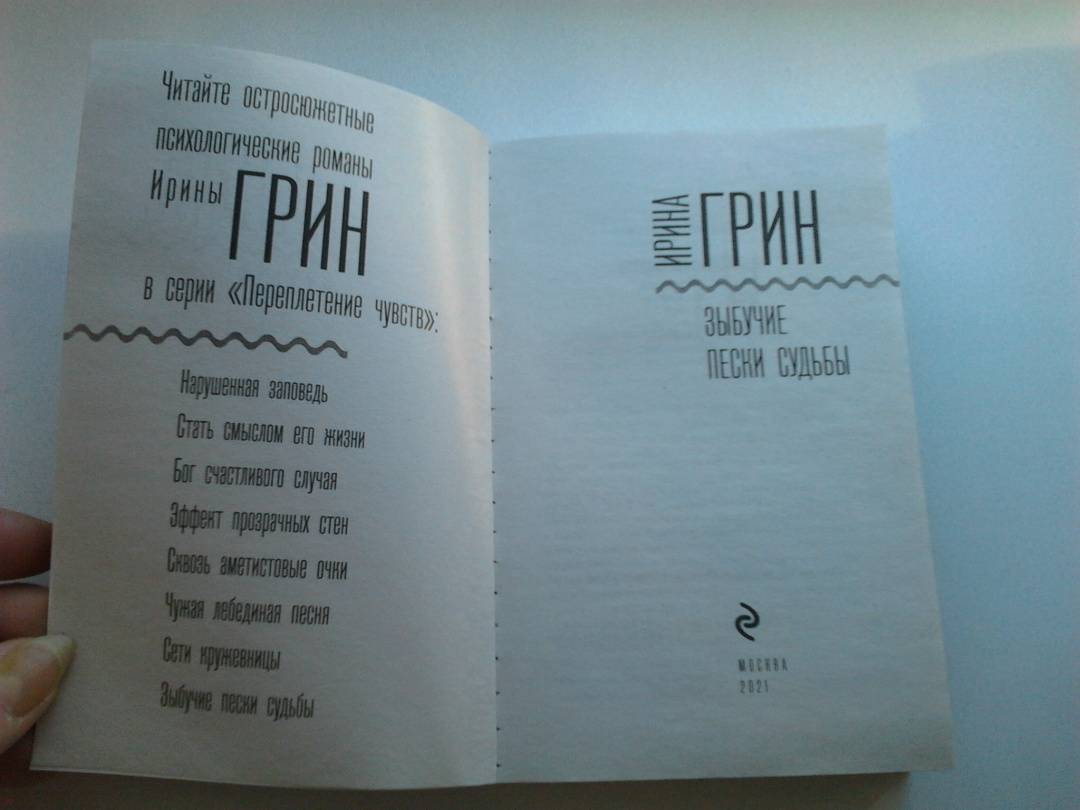 Читайте остросюжетные
психологические романы
Ирины ГРИН
в серии «Переплетение чувств»:
Нарушенная заповедь
Стать смыслом его жизни
Бог счастливого случая
Эффект прозрачных стен
Сквозь аметистовые очки
Чужая лебединая песня
Сети кружевницы
Зыбучие пески судьбы
ИРИНА ГРИН
ЗЫБУЧИЕ
ПЕСКИ СУДЬБЫ
МОСКВА
2021